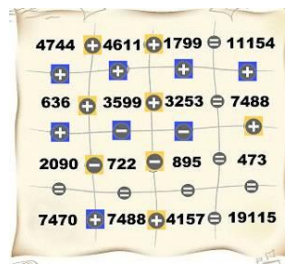 4744 + 4611 + 1799 = 11154
+ + + +
636 + 3599 + 3253 = 7488
+ − − +
2090 − 722 − 895 = 473
= = = =
7470 + 7488 + 4157 = 19115